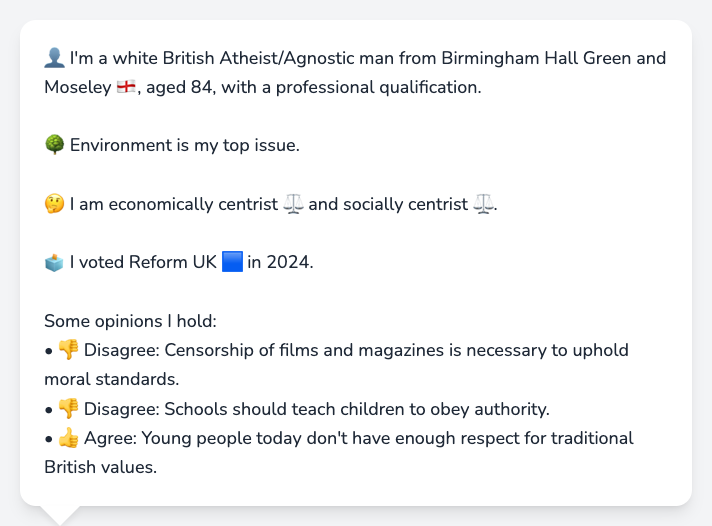 👤 I'm a white British Atheist/Agnostic man from Birmingham Hall Green and
Moseley 🏴󠁧󠁢󠁥󠁮󠁧󠁿, aged 84, with a professional qualification.
🌳 Environment is my top issue.
🤔 I am economically centrist ⚖️ and socially centrist ⚖️.
🗳️ I voted Reform UK 🟦 in 2024.
Some opinions I hold:
• 👎 Disagree: Censorship of films and magazines is necessary to uphold
moral standards.
• 👎 Disagree: Schools should teach children to obey authority.
• 👍 Agree: Young people today don't have enough respect for traditional
British values.